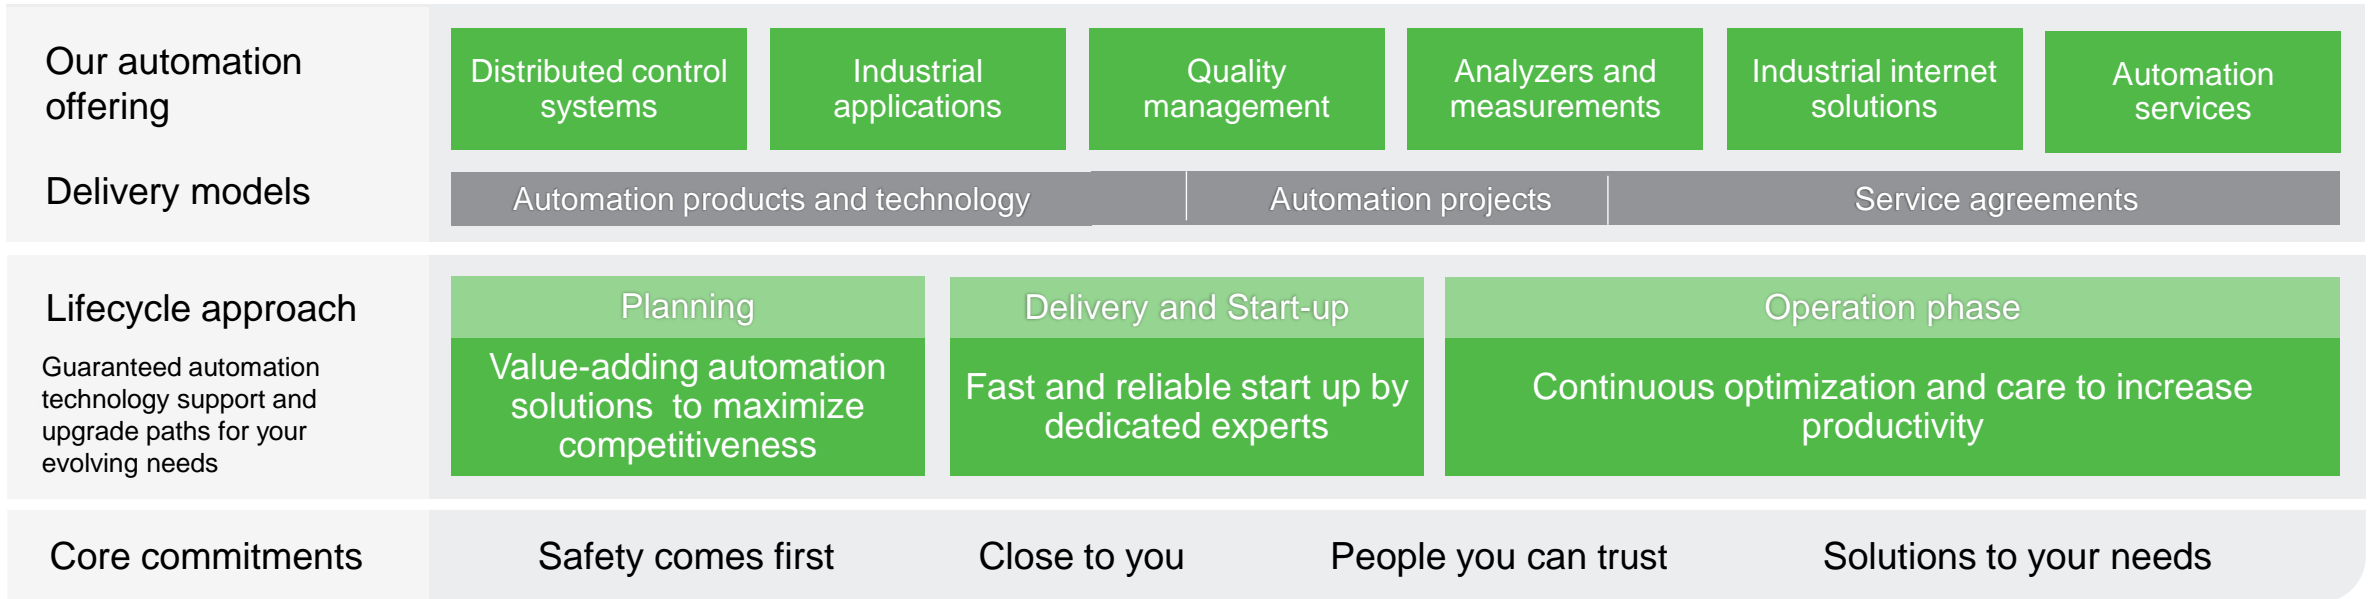 Our automation
offering
Distributed control
systems
Industrial
applications
Quality
management
Analyzers and
measurements
Industrial internet
solutions
Automation
services
Delivery models
Automation products and technology
Automation projects
Service agreements
Lifecycle approach
Guaranteed automation
technology support and
upgrade paths for your
evolving needs
Planning
Value-adding automation
solutions  to maximize
competitiveness
Delivery and Start-up
Fast and reliable start up by
dedicated experts
Operation phase
Continuous optimization and care to increase
productivity
Core commitments
Safety comes first
Close to you
People you can trust
Solutions to your needs